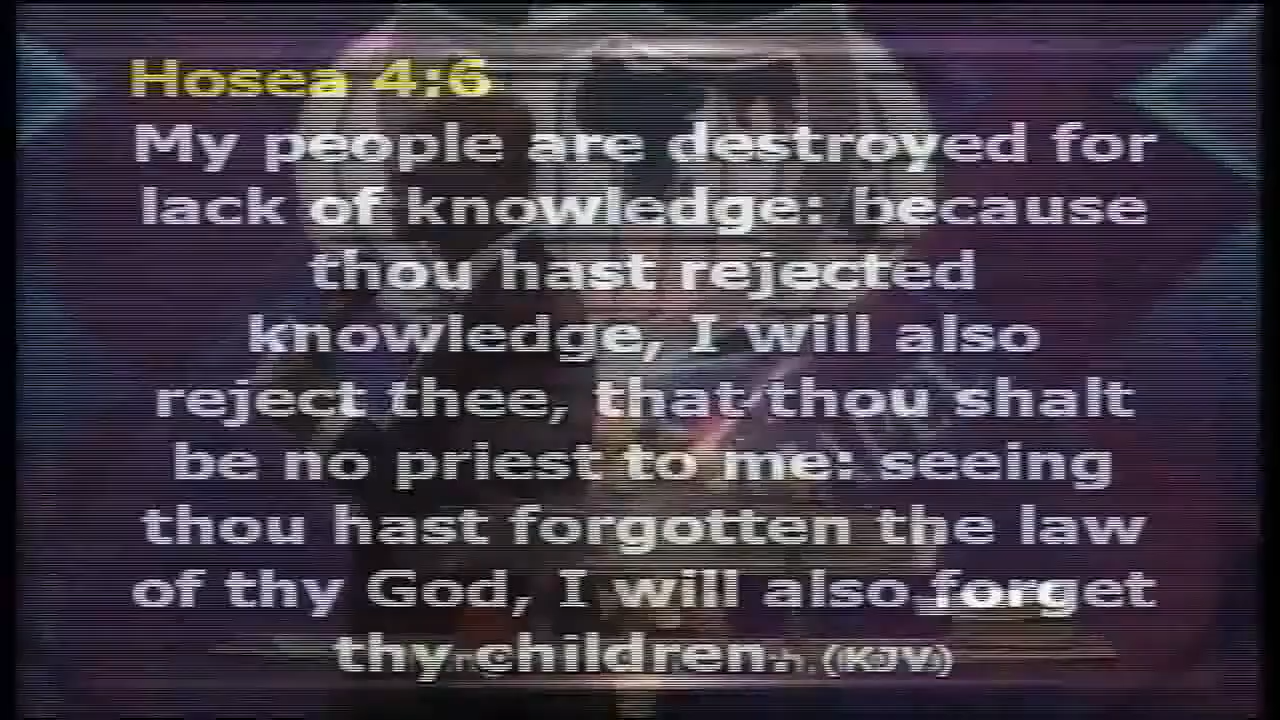 Hosea 4:6
My people are destroyed for
lack of knowledge: because
thou hast rejected
knowledge, I will also
reject thee, that thou shalt
be no priest to me: seeing
thou hast forgotten the law
of thy God, I will also forget
thy children. (KJV)